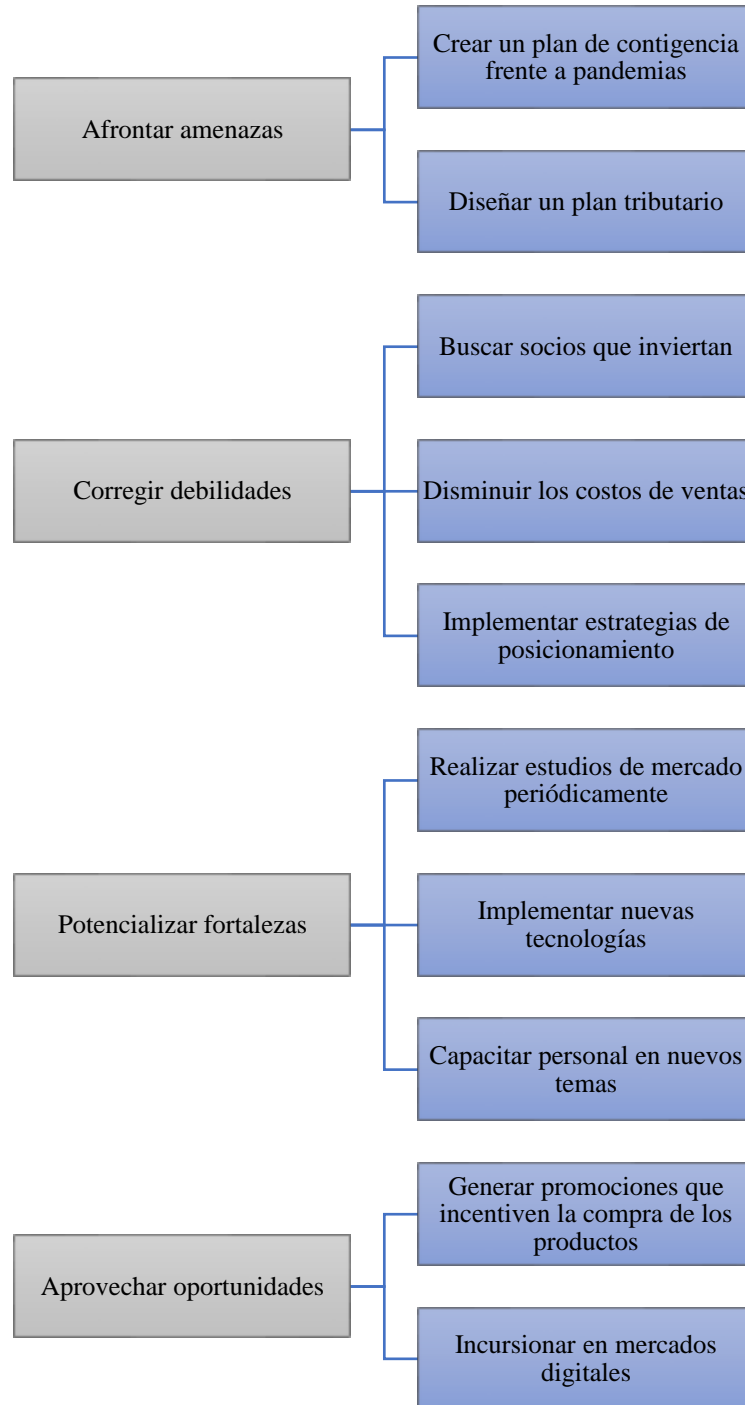 Afrontar amenazas
Crear un plan de contigencia
frente a pandemias
Diseñar un plan tributario
Corregir debilidades
Buscar socios que inviertan
Disminuir los costos de ventas
Implementar estrategias de
posicionamiento
Potencializar fortalezas
Realizar estudios de mercado
periódicamente
Implementar nuevas
tecnologías
Capacitar personal en nuevos
temas
Aprovechar oportunidades
Generar promociones que
incentiven la compra de los
productos
Incursionar en mercados
digitales